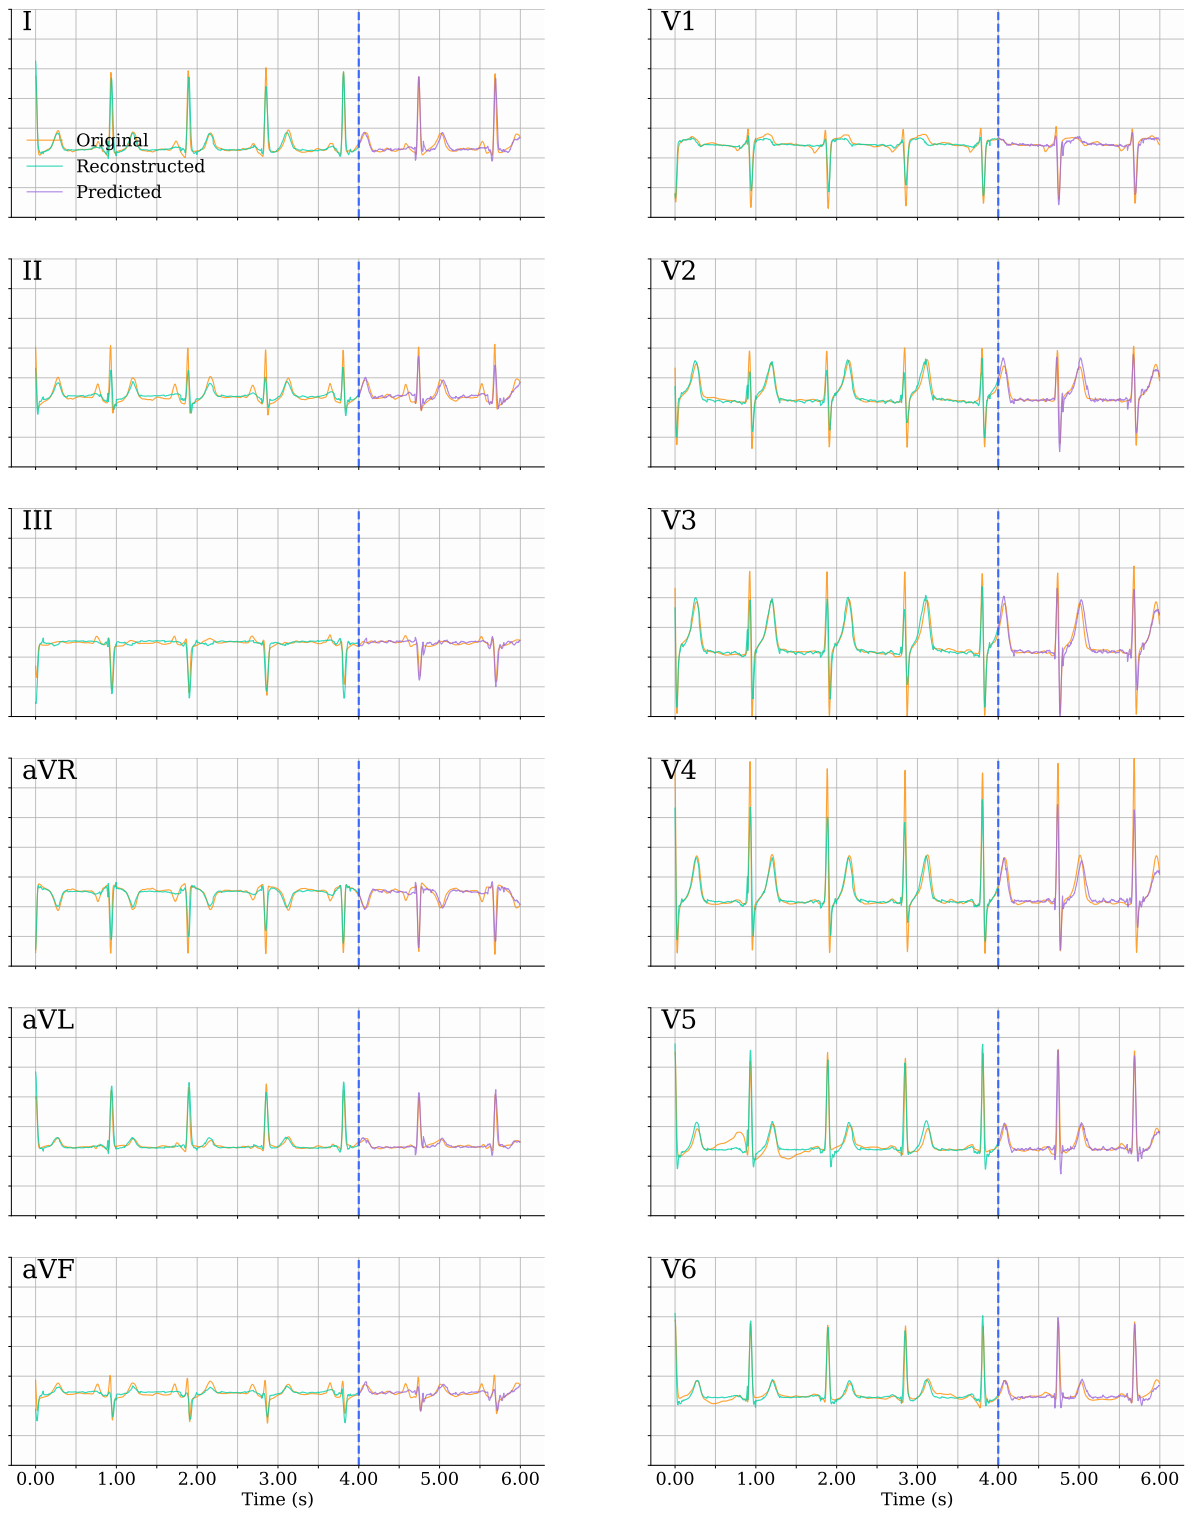 I
Original
Reconstructed
Predicted
II
III
aVR
aVL
aVF
0.00 1.00 2.00 3.00 4.00 5.00 6.00
Time (s)
V1
V2
V3
V4
V5
V6
0.00 1.00 2.00 3.00 4.00 5.00 6.00
Time (s)